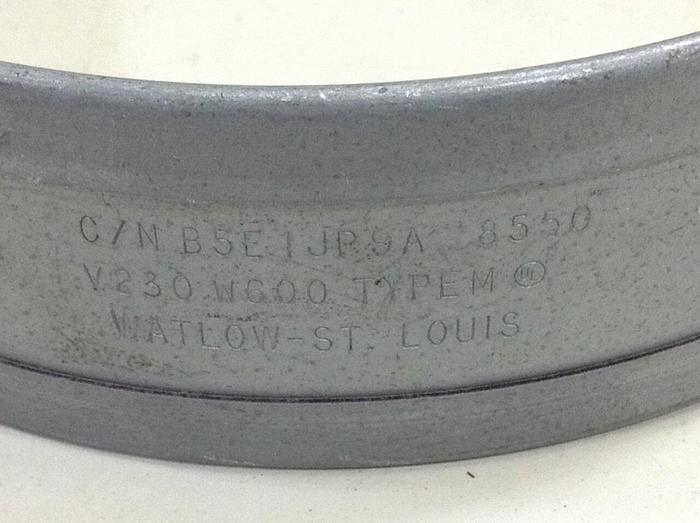 C/N B5E1JP9A 8550
V230 W600 TYPE M
WATLOW-ST. LOUIS